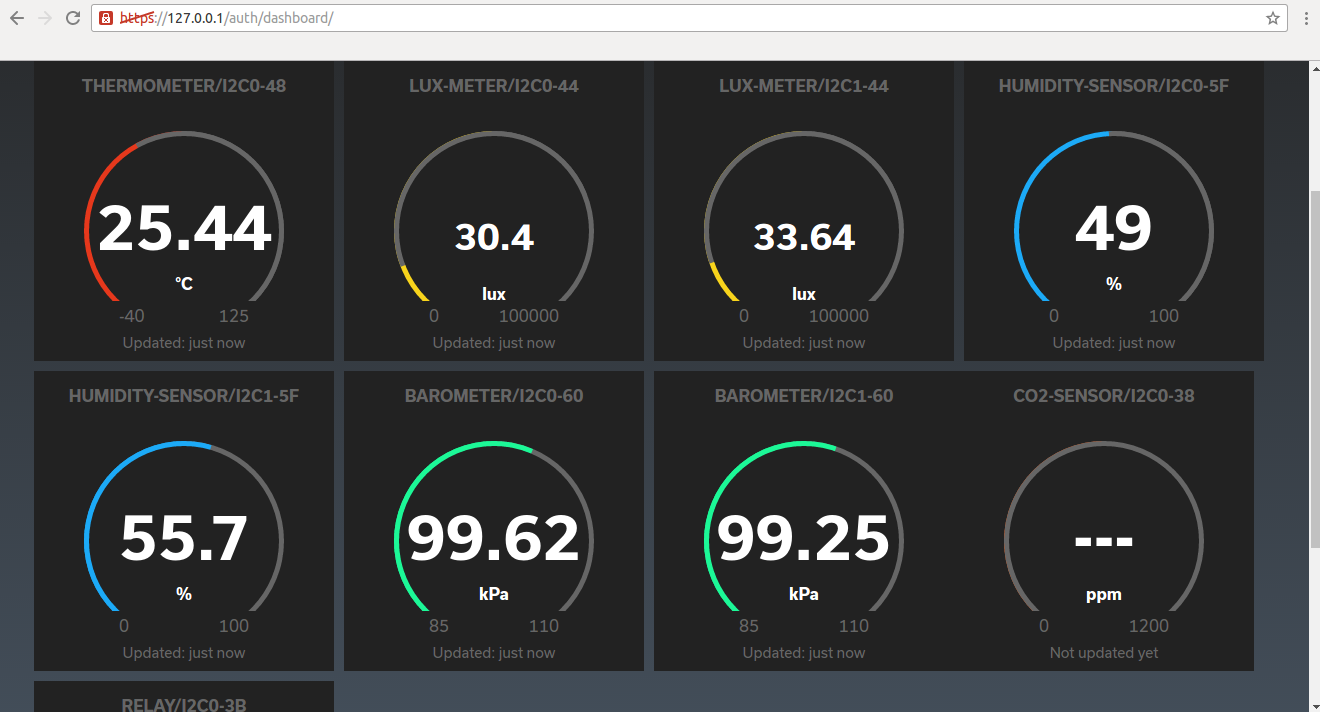 https://127.0.0.1/auth/dashboard/
THERMOMETER/I2C0-48
25.44
°C
-40 125
Updated: just now
LUX-METER/I2C0-44
30.4
lux
0 100000
Updated: just now
LUX-METER/I2C1-44
33.64
lux
0 100000
Updated: just now
HUMIDITY-SENSOR/I2C0-5F
49
%
0 100
Updated: just now
HUMIDITY-SENSOR/I2C1-5F
55.7
%
0 100
Updated: just now
BAROMETER/I2C0-60
99.62
kPa
85 110
Updated: just now
BAROMETER/I2C1-60
99.25
kPa
85 110
Updated: just now
CO2-SENSOR/I2C0-38
---
ppm
0 1200
Not updated yet
RELAY/I2C0-3B